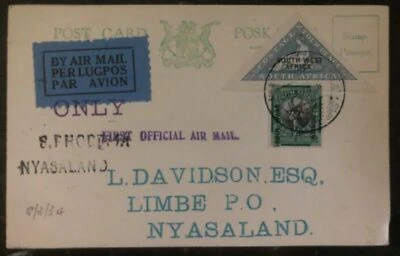 POST CARD
POSK
BY AIR MAIL
PER LUGPOS
PAR AVION
SOUTH WEST
AFRICA
SOUTH AFRICA
ONLY
FIRST OFFICIAL AIR MAIL.
S. RHODESIA
NYASALAND
L. DAVIDSON, ESQ,
LIMBE P.O.,
NYASALAND.